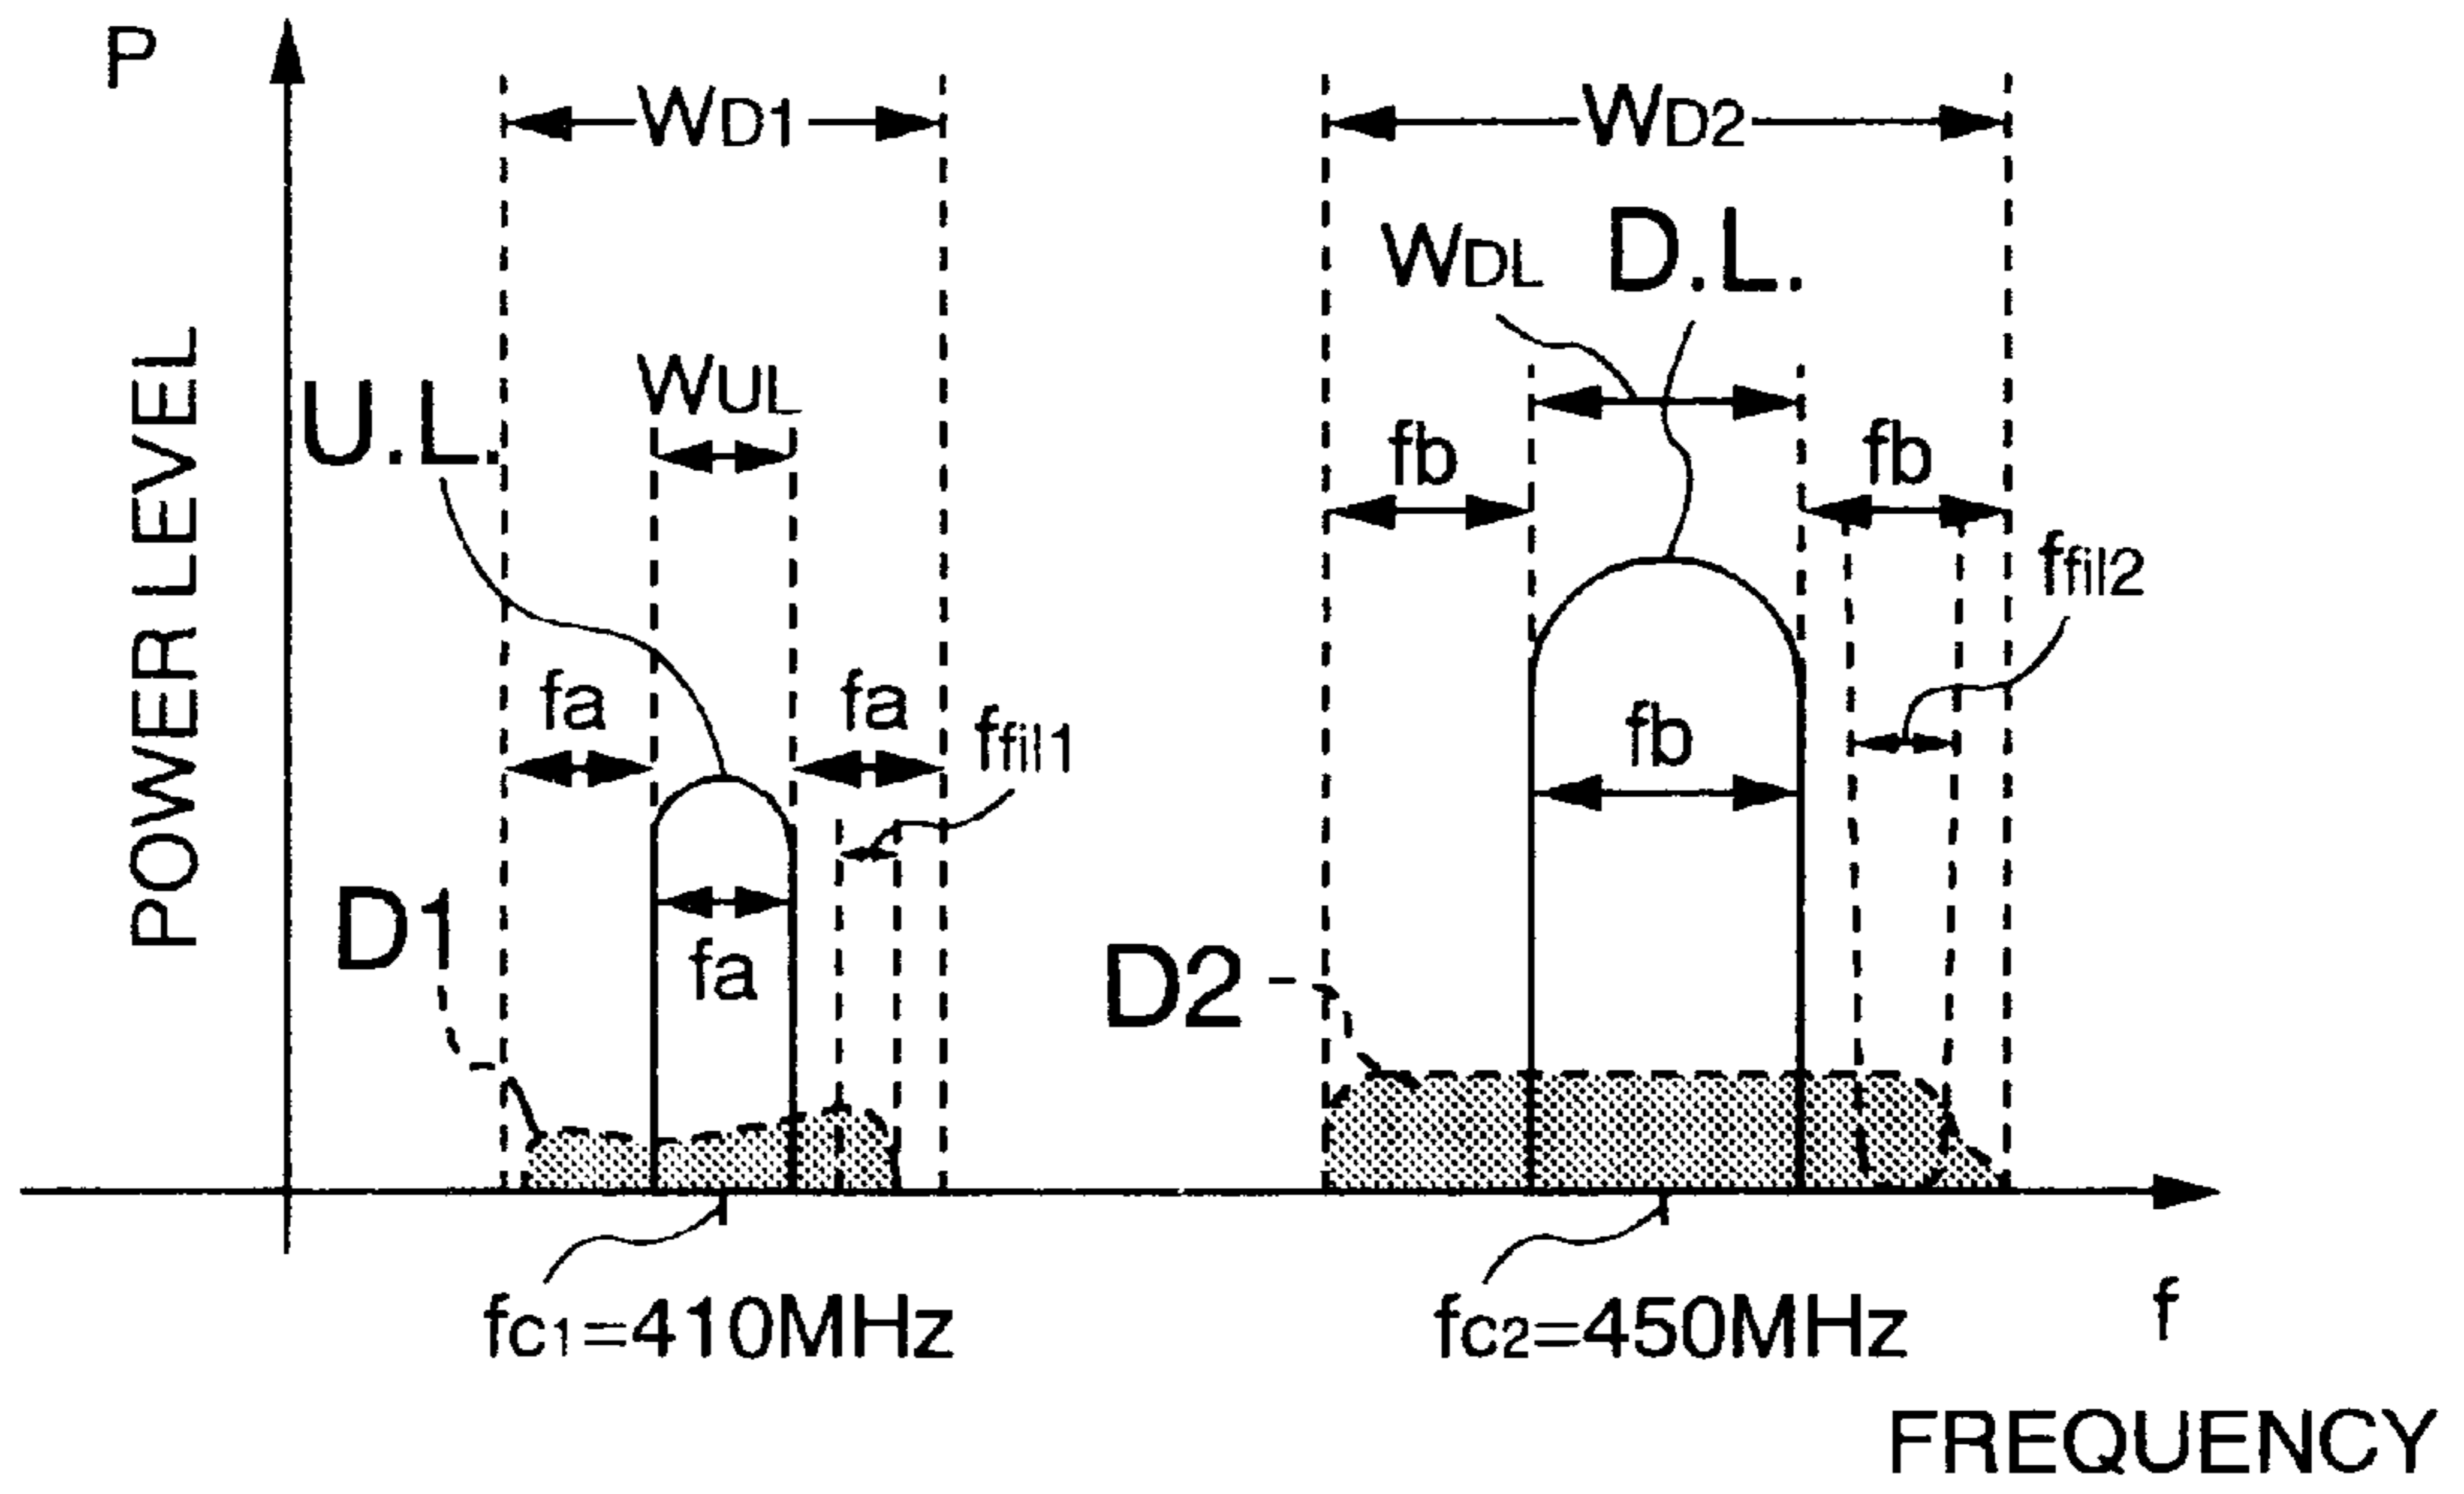 P
WD1
WD2
WDL D.L.
WUL
U.L.
fb
fb
ffil2
fa
fa
ffil1
fb
D1
fa
D2
fc1=410MHz
fc2=450MHz
f
FREQUENCY
POWER LEVEL